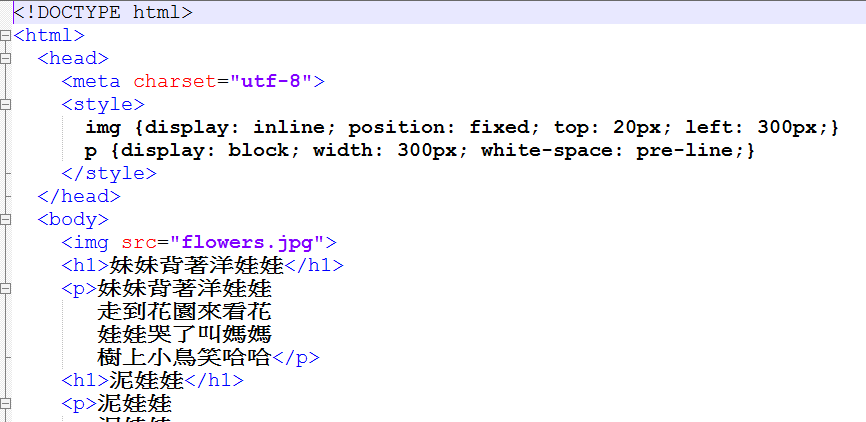 <!DOCTYPE html>
<html>
<head>
<meta charset="utf-8">
<style>
img {display: inline; position: fixed; top: 20px; left: 300px;}
p {display: block; width: 300px; white-space: pre-line;}
</style>
</head>
<body>
<img src="flowers.jpg">
<h1>妹妹背著洋娃娃</h1>
<p>妹妹背著洋娃娃
走到花園來看花
娃娃哭了叫媽媽
樹上小鳥笑哈哈</p>
<h1>泥娃娃</h1>
<p>泥娃娃